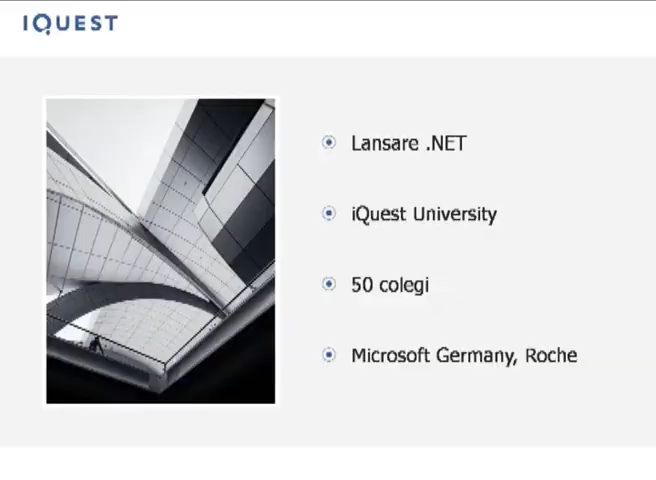 IQUEST
Lansare .NET
iQuest University
50 colegi
Microsoft Germany, Roche